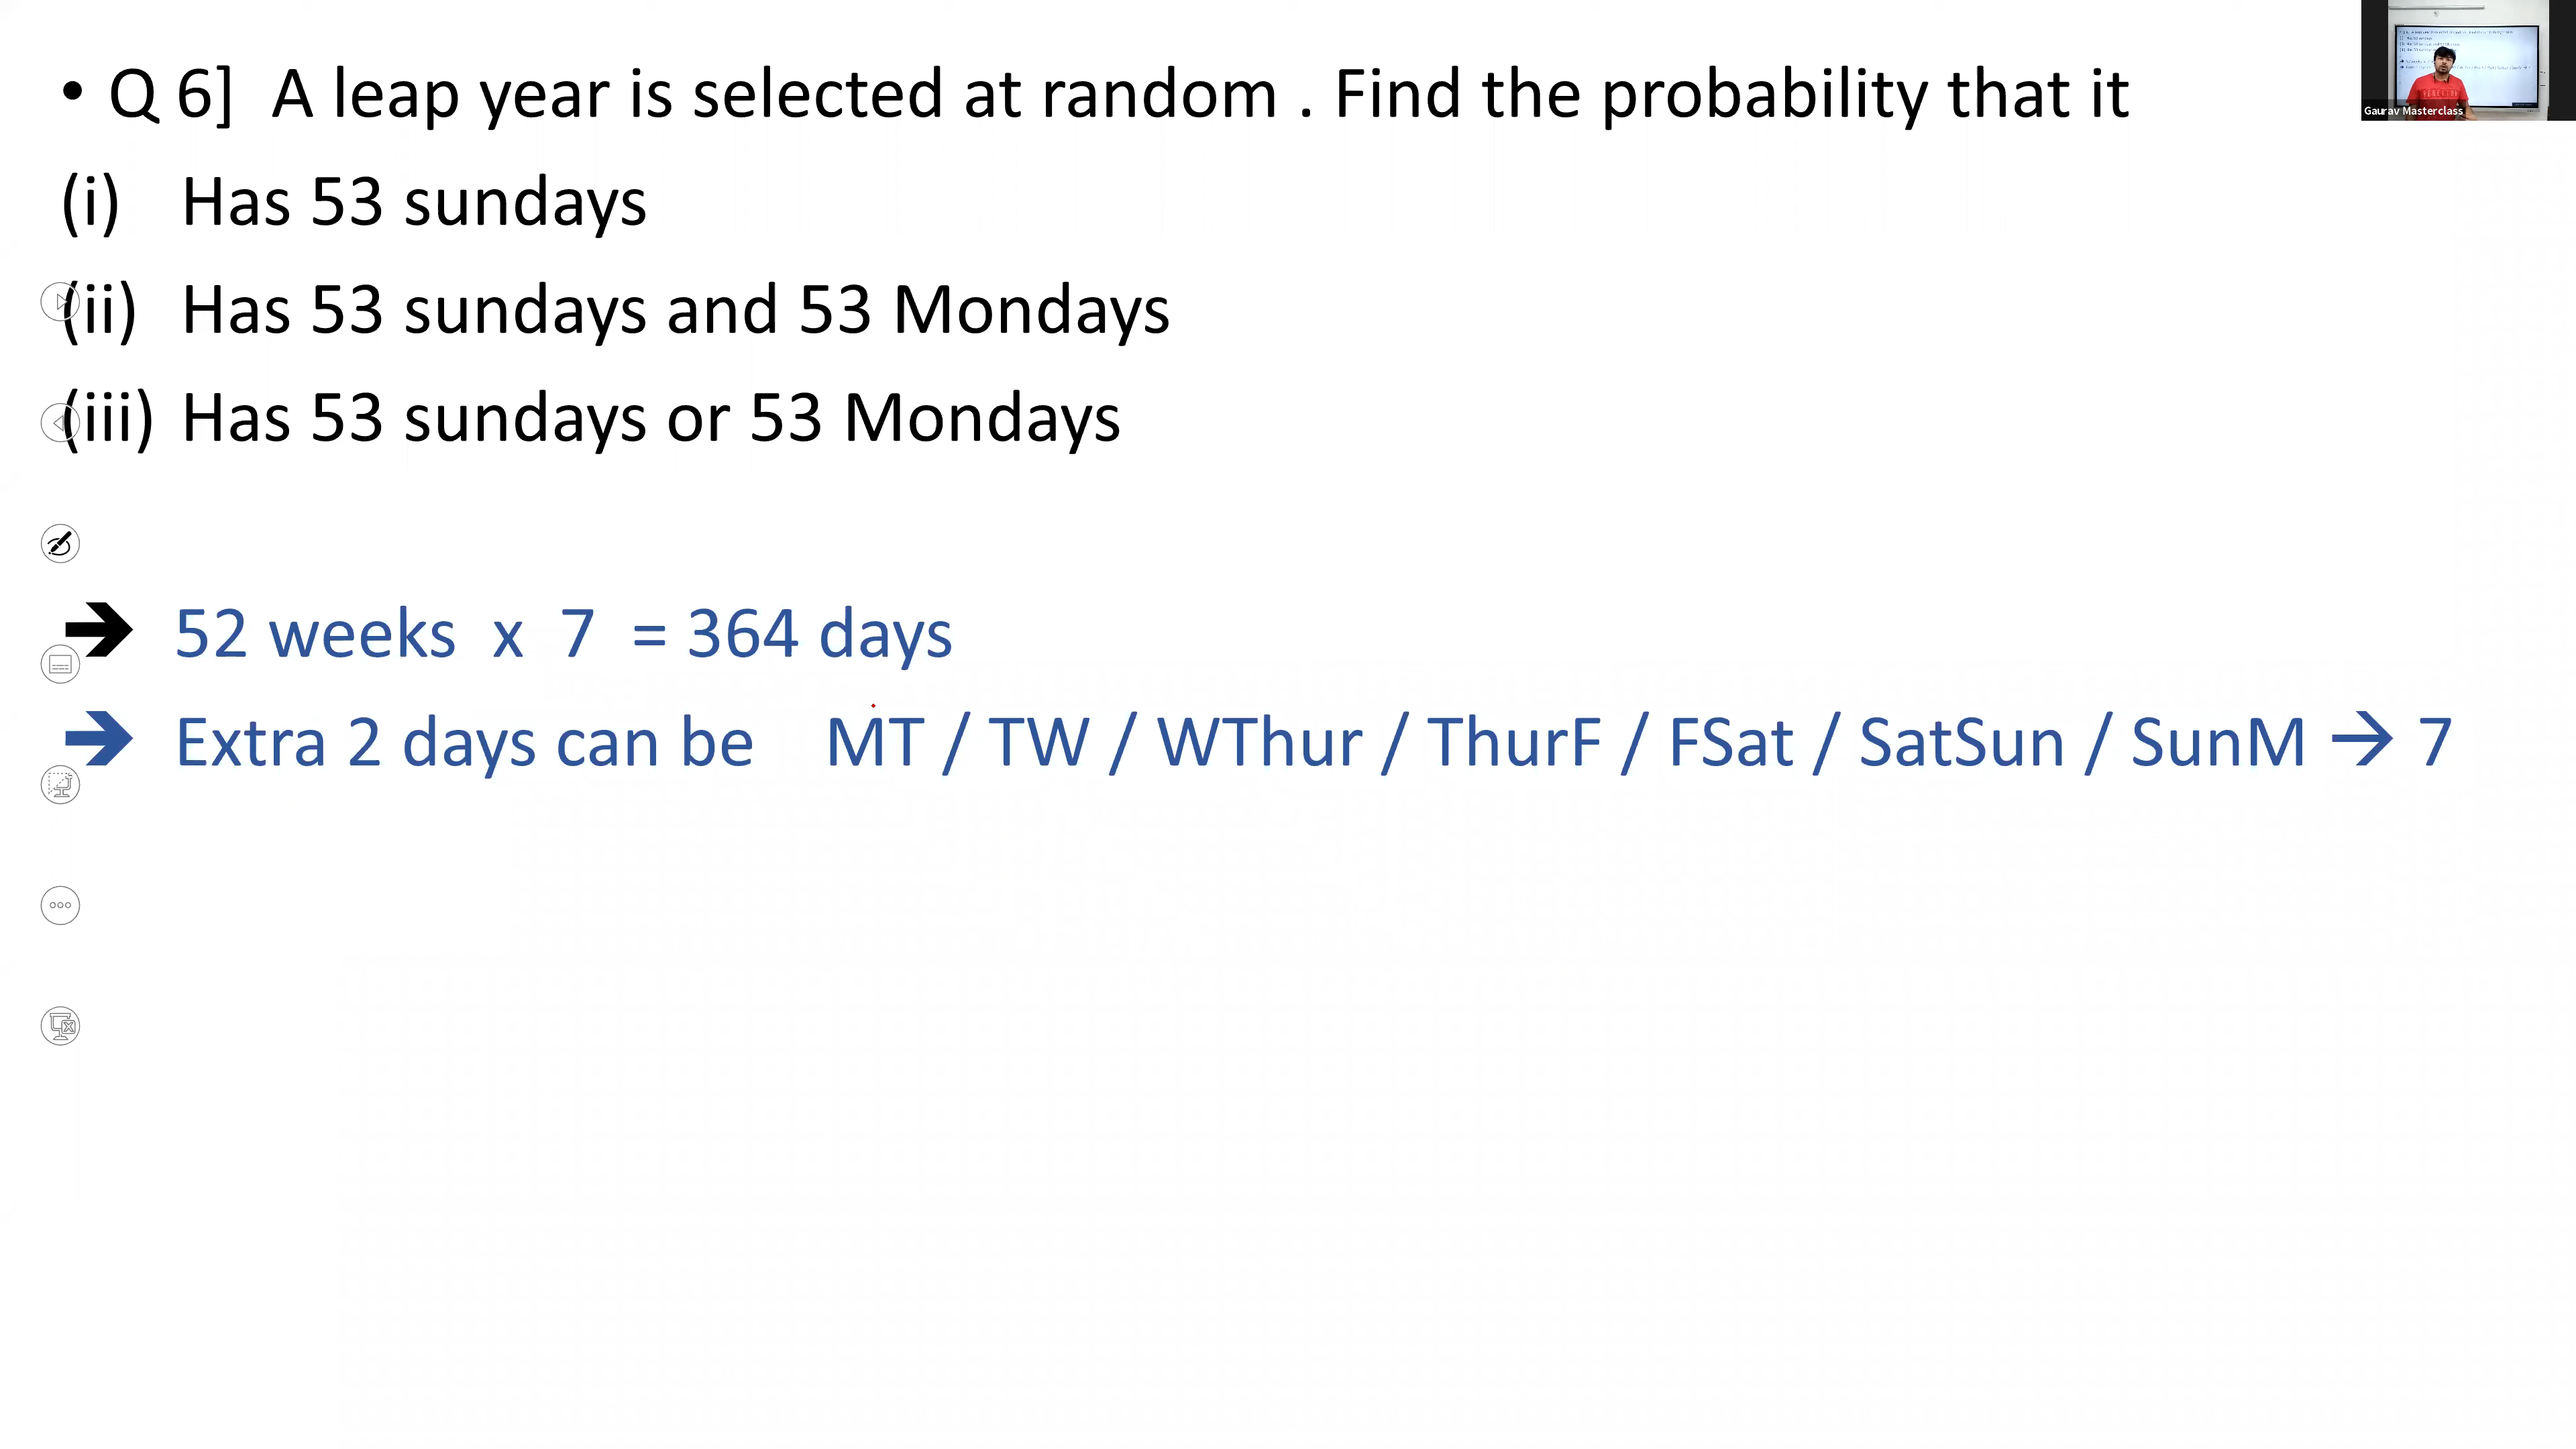 • Q 6] A leap year is selected at random . Find the probability that it
(i) Has 53 sundays
(ii) Has 53 sundays and 53 Mondays
(iii) Has 53 sundays or 53 Mondays
➔ 52 weeks x 7 = 364 days
➔ Extra 2 days can be MT / TW / WThur / ThurF / FSat / SatSun / SunM → 7
Gaurav Masterclass